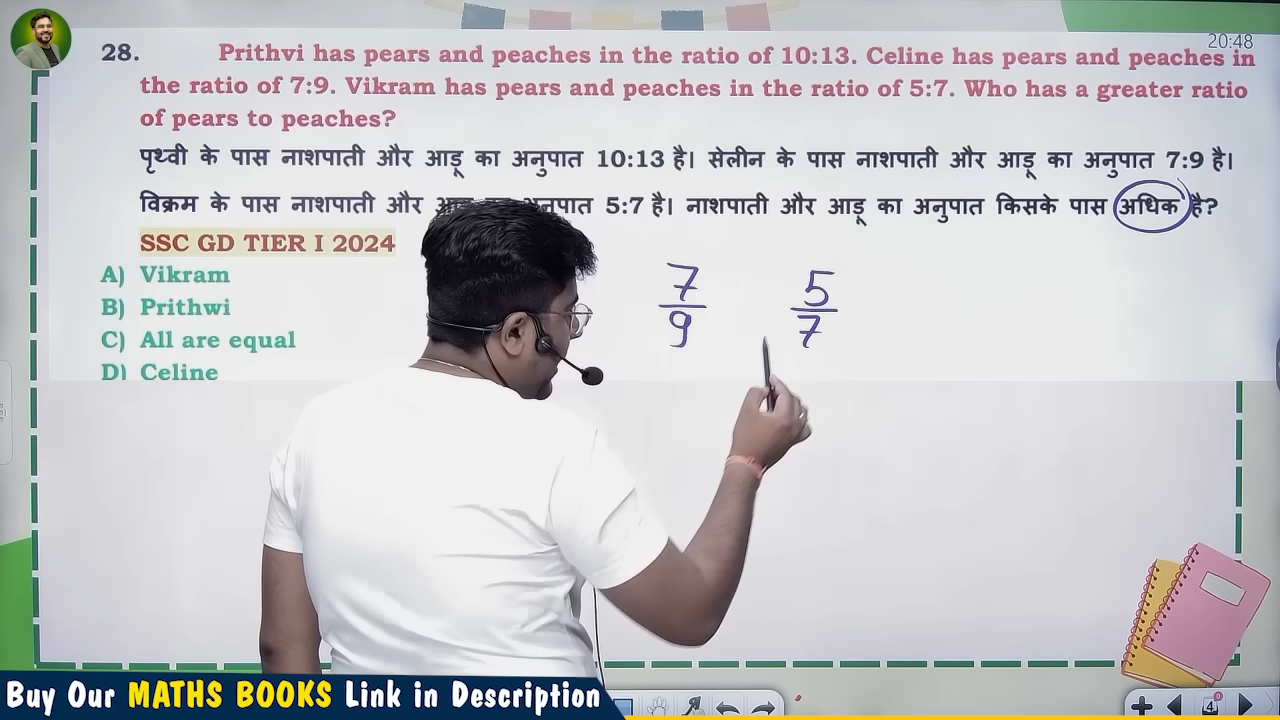 20:48
28. Prithvi has pears and peaches in the ratio of 10:13. Celine has pears and peaches in
the ratio of 7:9. Vikram has pears and peaches in the ratio of 5:7. Who has a greater ratio
of pears to peaches?
पृथ्वी के पास नाशपाती और आडू का अनुपात 10:13 है। सेलीन के पास नाशपाती और आडू का अनुपात 7:9 है।
विक्रम के पास नाशपाती और 5:7 है। नाशपाती और आडू का अनुपात किसके पास अधिक है?
SSC GD TIER I 2024
A) Vikram
B) Prithwi
C) All are equal
D) Celine
7 5
9 7
Buy Our MATHS BOOKS Link in Description
4